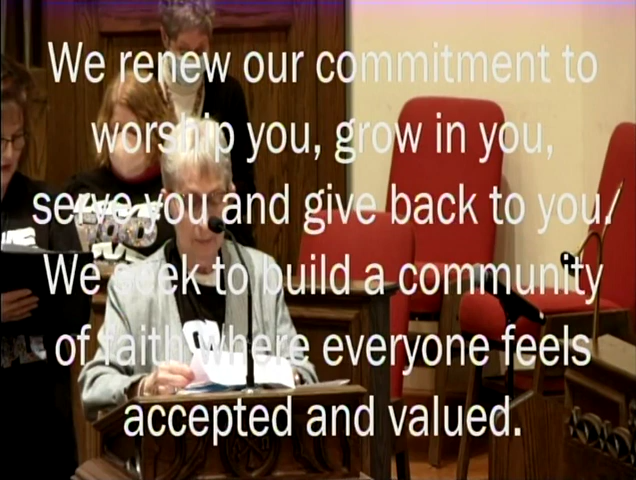 We renew our commitment to
worship you, grow in you,
serve you and give back to you.
We seek to build a community
of faith where everyone feels
accepted and valued.